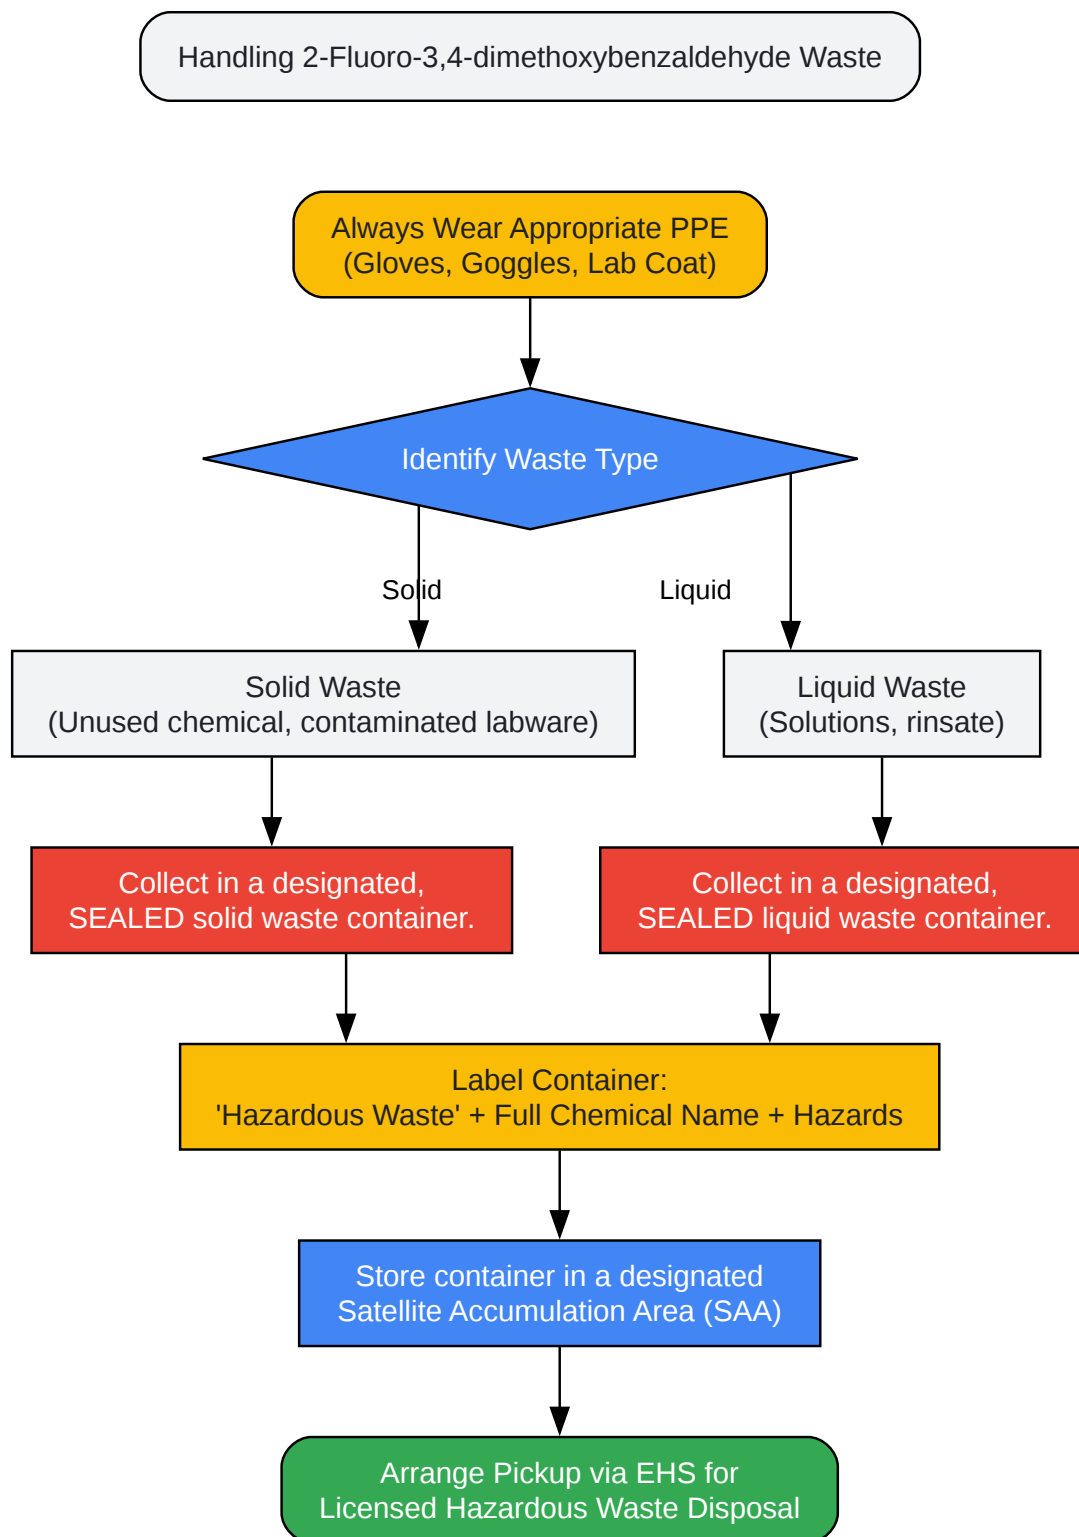 Handling 2-Fluoro-3,4-dimethoxybenzaldehyde Waste
Always Wear Appropriate PPE
(Gloves, Goggles, Lab Coat)
Identify Waste Type
Solid
Liquid
Solid Waste
(Unused chemical, contaminated labware)
Liquid Waste
(Solutions, rinsate)
Collect in a designated,
SEALED solid waste container.
Collect in a designated,
SEALED liquid waste container.
Label Container:
'Hazardous Waste' + Full Chemical Name + Hazards
Store container in a designated
Satellite Accumulation Area (SAA)
Arrange Pickup via EHS for
Licensed Hazardous Waste Disposal